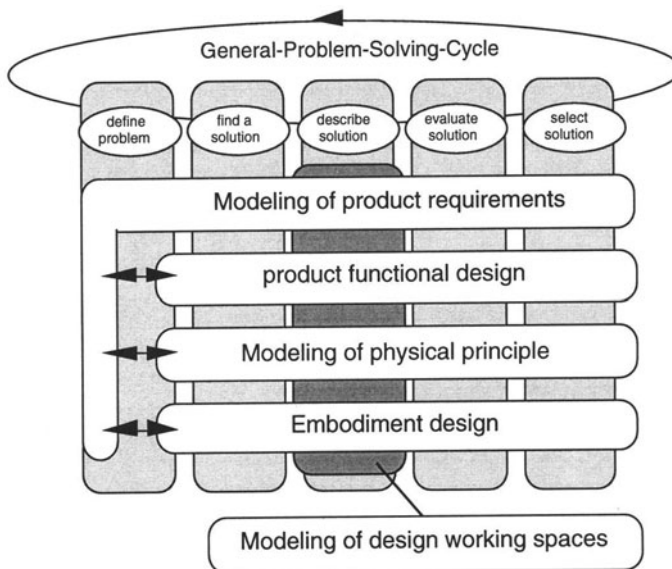 General-Problem-Solving-Cycle
define
problem
find a
solution
describe
solution
evaluate
solution
select
solution
Modeling of product requirements
product functional design
Modeling of physical principle
Embodiment design
Modeling of design working spaces